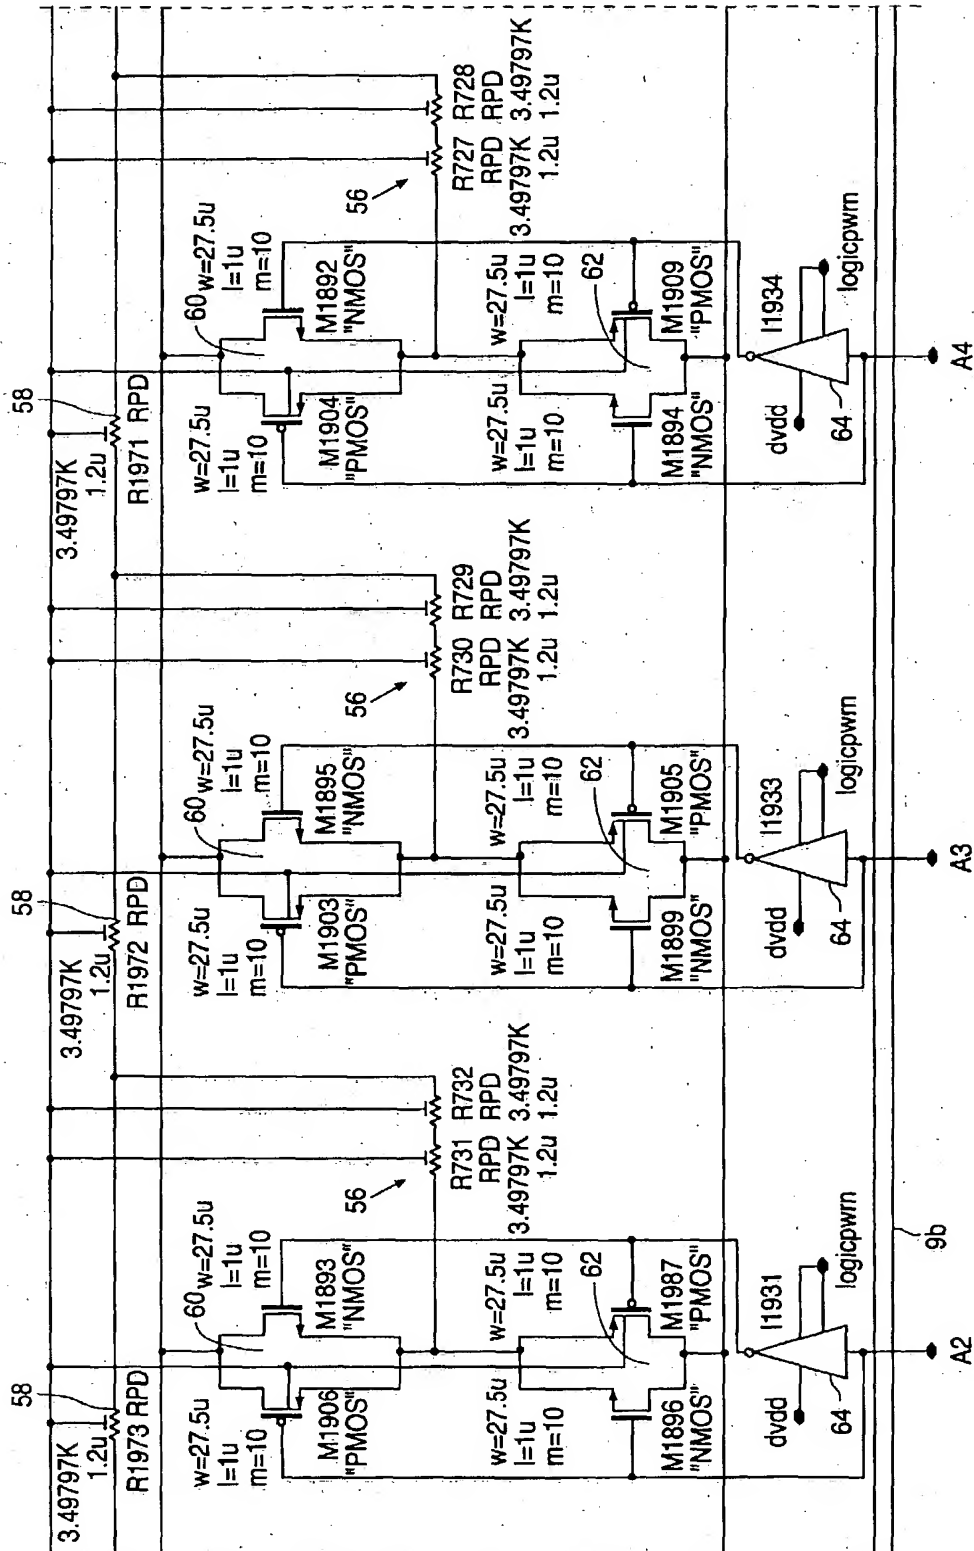 58
3.49797K
1.2u
R1973 RPD
w=27.5u
l=1u
m=10
M1906
"PMOS"
60
w=27.5u
l=1u
m=10
M1893
"NMOS"
56
R731
RPD
3.49797K
1.2u
R732
RPD
3.49797K
1.2u
w=27.5u
l=1u
m=10
M1896
"NMOS"
w=27.5u
l=1u
m=10
62
M1987
"PMOS"
dvdd
64
I1931
logicpwrn
A2
58
3.49797K
1.2u
R1972 RPD
w=27.5u
l=1u
m=10
M1903
"PMOS"
60
w=27.5u
l=1u
m=10
M1895
"NMOS"
56
R730
RPD
3.49797K
1.2u
R729
RPD
3.49797K
1.2u
w=27.5u
l=1u
m=10
M1899
"NMOS"
w=27.5u
l=1u
m=10
62
M1905
"PMOS"
dvdd
64
I1933
logicpwrn
A3
58
3.49797K
1.2u
R1971 RPD
w=27.5u
l=1u
m=10
M1904
"PMOS"
60
w=27.5u
l=1u
m=10
M1892
"NMOS"
56
R727
RPD
3.49797K
1.2u
R728
RPD
3.49797K
1.2u
w=27.5u
l=1u
m=10
M1894
"NMOS"
w=27.5u
l=1u
m=10
62
M1909
"PMOS"
dvdd
64
I1934
logicpwrn
A4
9b